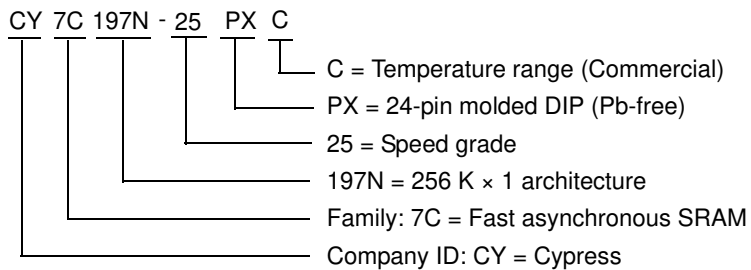 CY 7C 197N - 25 PX C
C = Temperature range (Commercial)
PX = 24-pin molded DIP (Pb-free)
25 = Speed grade
197N = 256 K × 1 architecture
Family: 7C = Fast asynchronous SRAM
Company ID: CY = Cypress